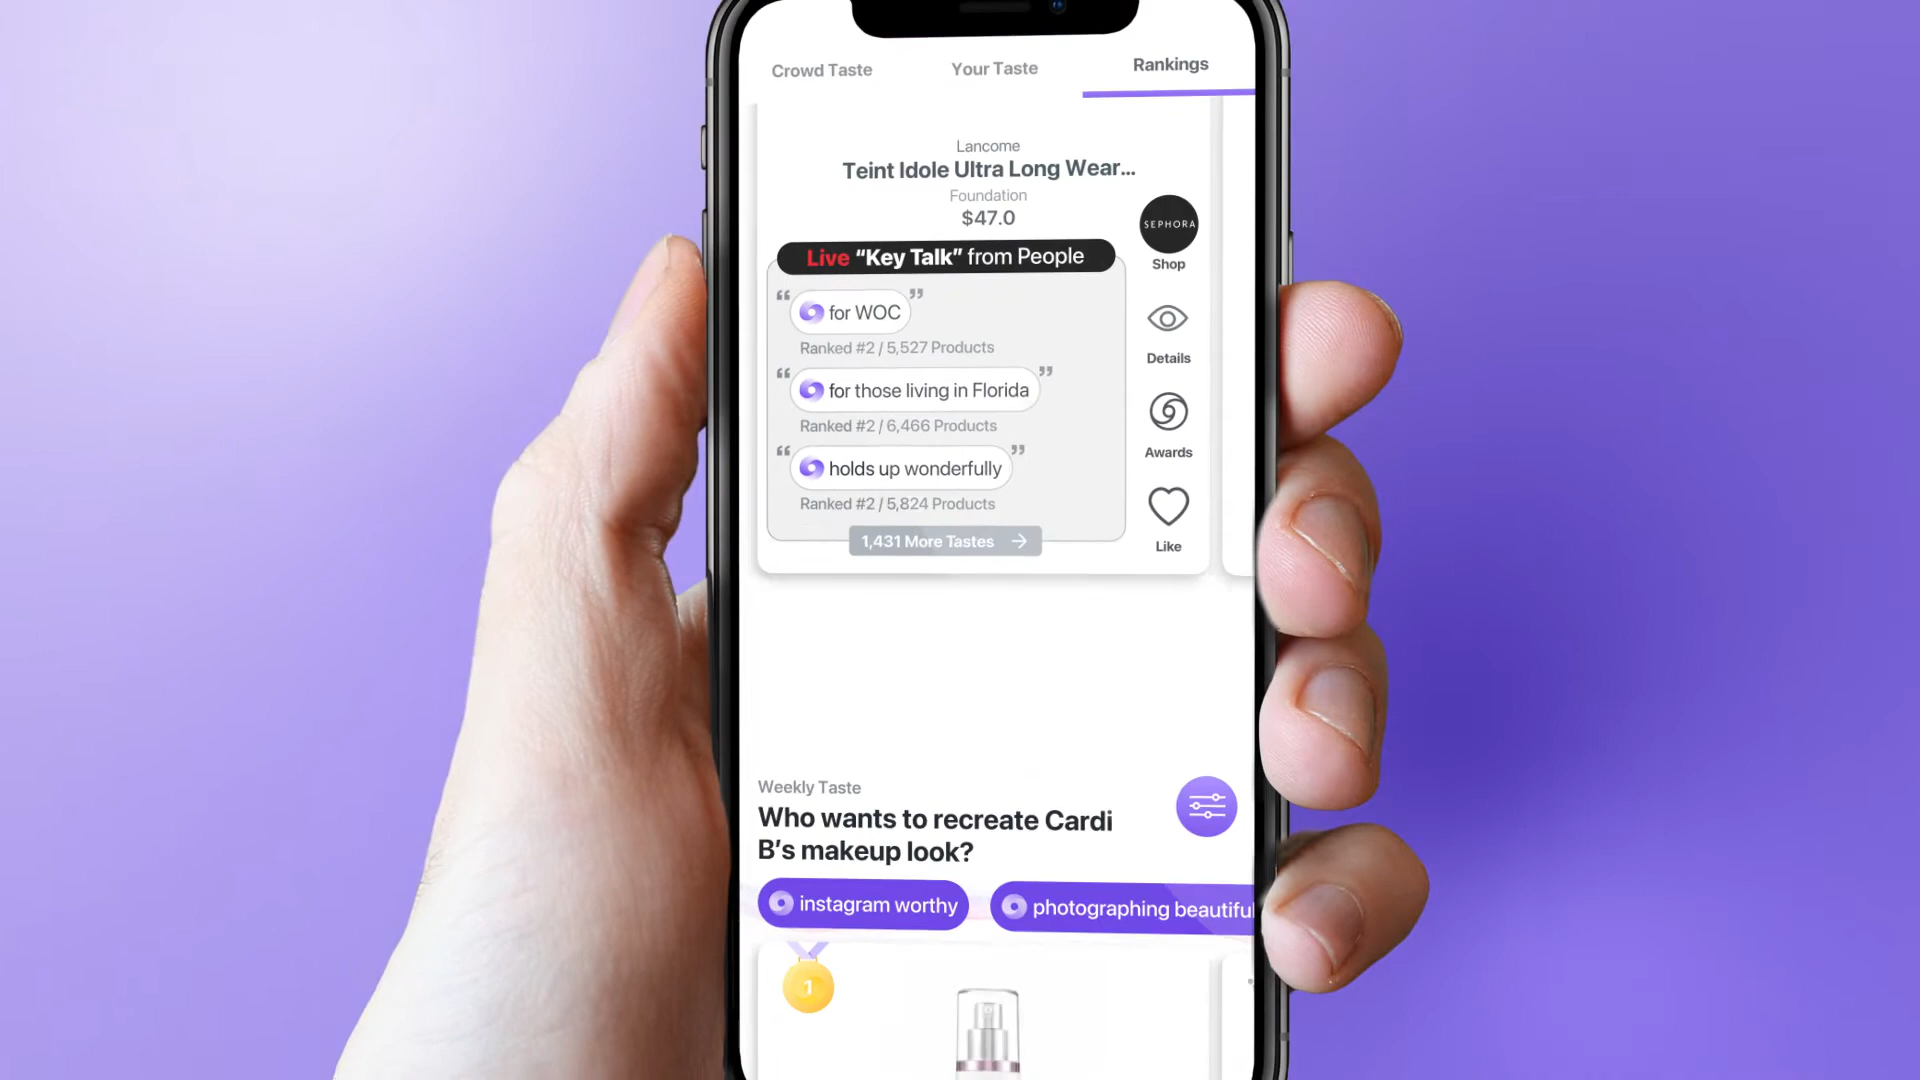 Crowd Taste
Your Taste
Rankings
Lancome
Teint Idole Ultra Long Wear...
Foundation
$47.0
SEPHORA
Shop
Live “Key Talk” from People
“ for WOC ”
Ranked #2 / 5,527 Products
“ for those living in Florida ”
Ranked #2 / 6,466 Products
“ holds up wonderfully ”
Ranked #2 / 5,824 Products
1,431 More Tastes →
Details
Awards
Like
Weekly Taste
Who wants to recreate Cardi
B’s makeup look?
instagram worthy
photographing beautiful
1